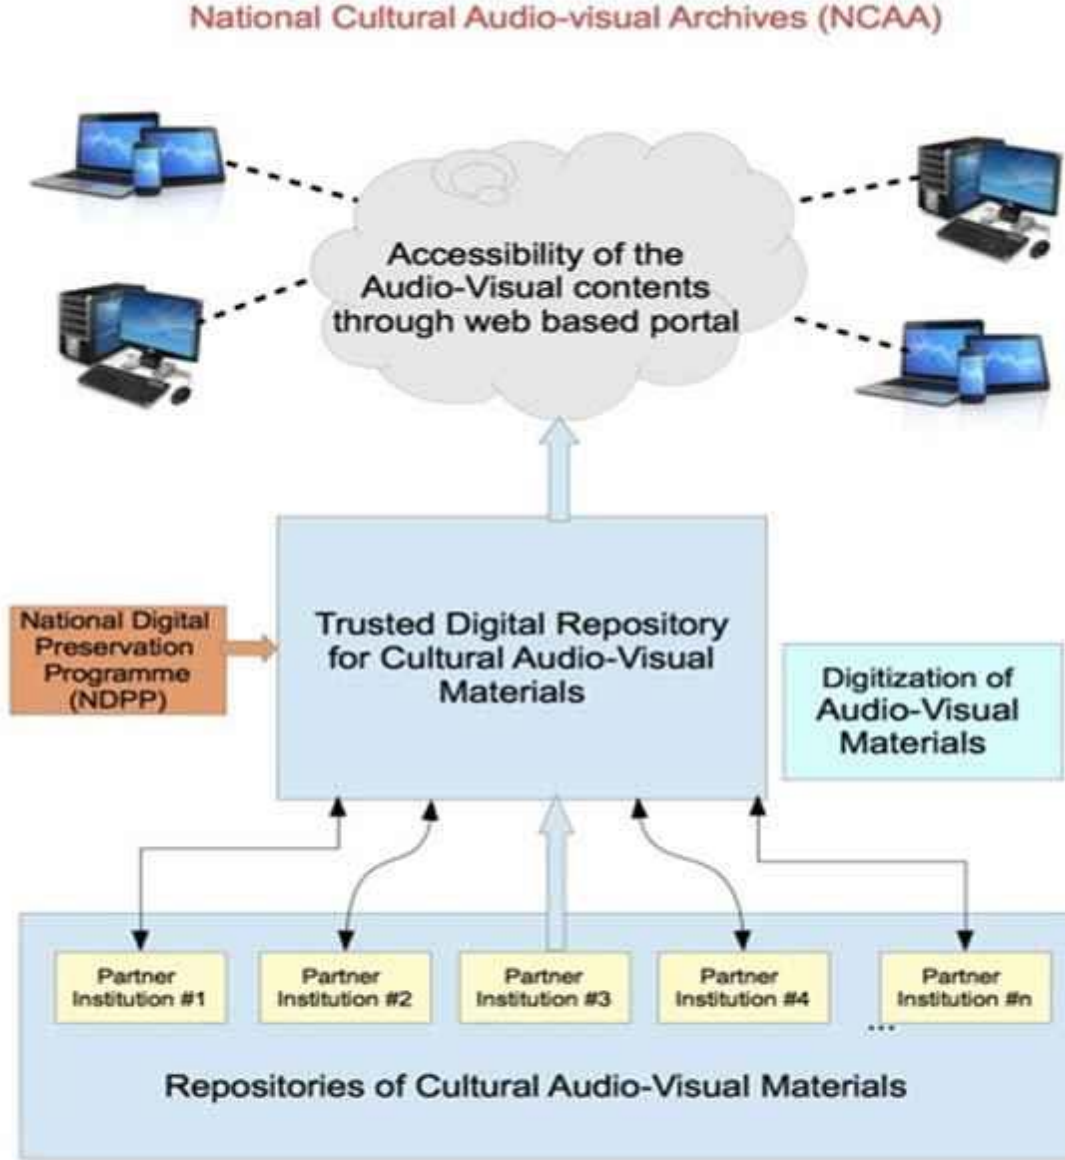 National Cultural Audio-visual Archives (NCAA)
Accessibility of the
Audio-Visual contents
through web based portal
National Digital
Preservation
Programme
(NDPP)
Trusted Digital Repository
for Cultural Audio-Visual
Materials
Digitization of
Audio-Visual
Materials
Partner
Institution #1
Partner
Institution #2
Partner
Institution #3
Partner
Institution #4
...
Partner
Institution #n
Repositories of Cultural Audio-Visual Materials